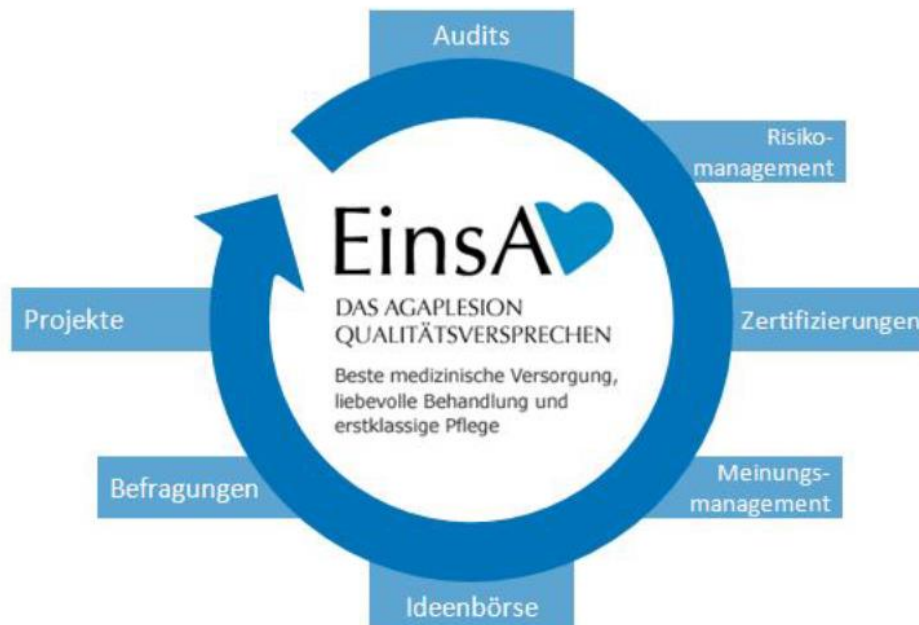 Audits
Risiko-
management
Zertifizierungen
Meinungs-
management
Ideenbörse
Befragungen
Projekte
EinsA
DAS AGAPLESION
QUALITÄTSVERSPRECHEN
Beste medizinische Versorgung,
liebevolle Behandlung und
erstklassige Pflege